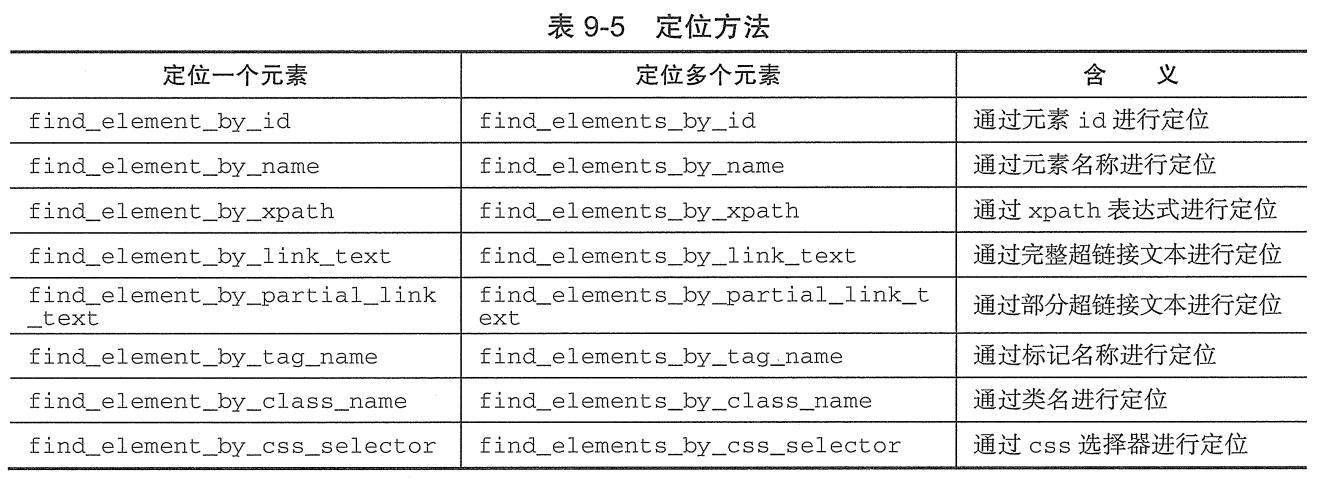 表 9-5 定位方法
定位一个元素 定位多个元素 含 义
find_element_by_id find_elements_by_id 通过元素 id 进行定位
find_element_by_name find_elements_by_name 通过元素名称进行定位
find_element_by_xpath find_elements_by_xpath 通过 xpath 表达式进行定位
find_element_by_link_text find_elements_by_link_text 通过完整超链接文本进行定位
find_element_by_partial_link find_elements_by_partial_link_t 通过部分超链接文本进行定位
_text ext
find_element_by_tag_name find_elements_by_tag_name 通过标记名称进行定位
find_element_by_class_name find_elements_by_class_name 通过类名进行定位
find_element_by_css_selector find_elements_by_css_selector 通过 css 选择器进行定位